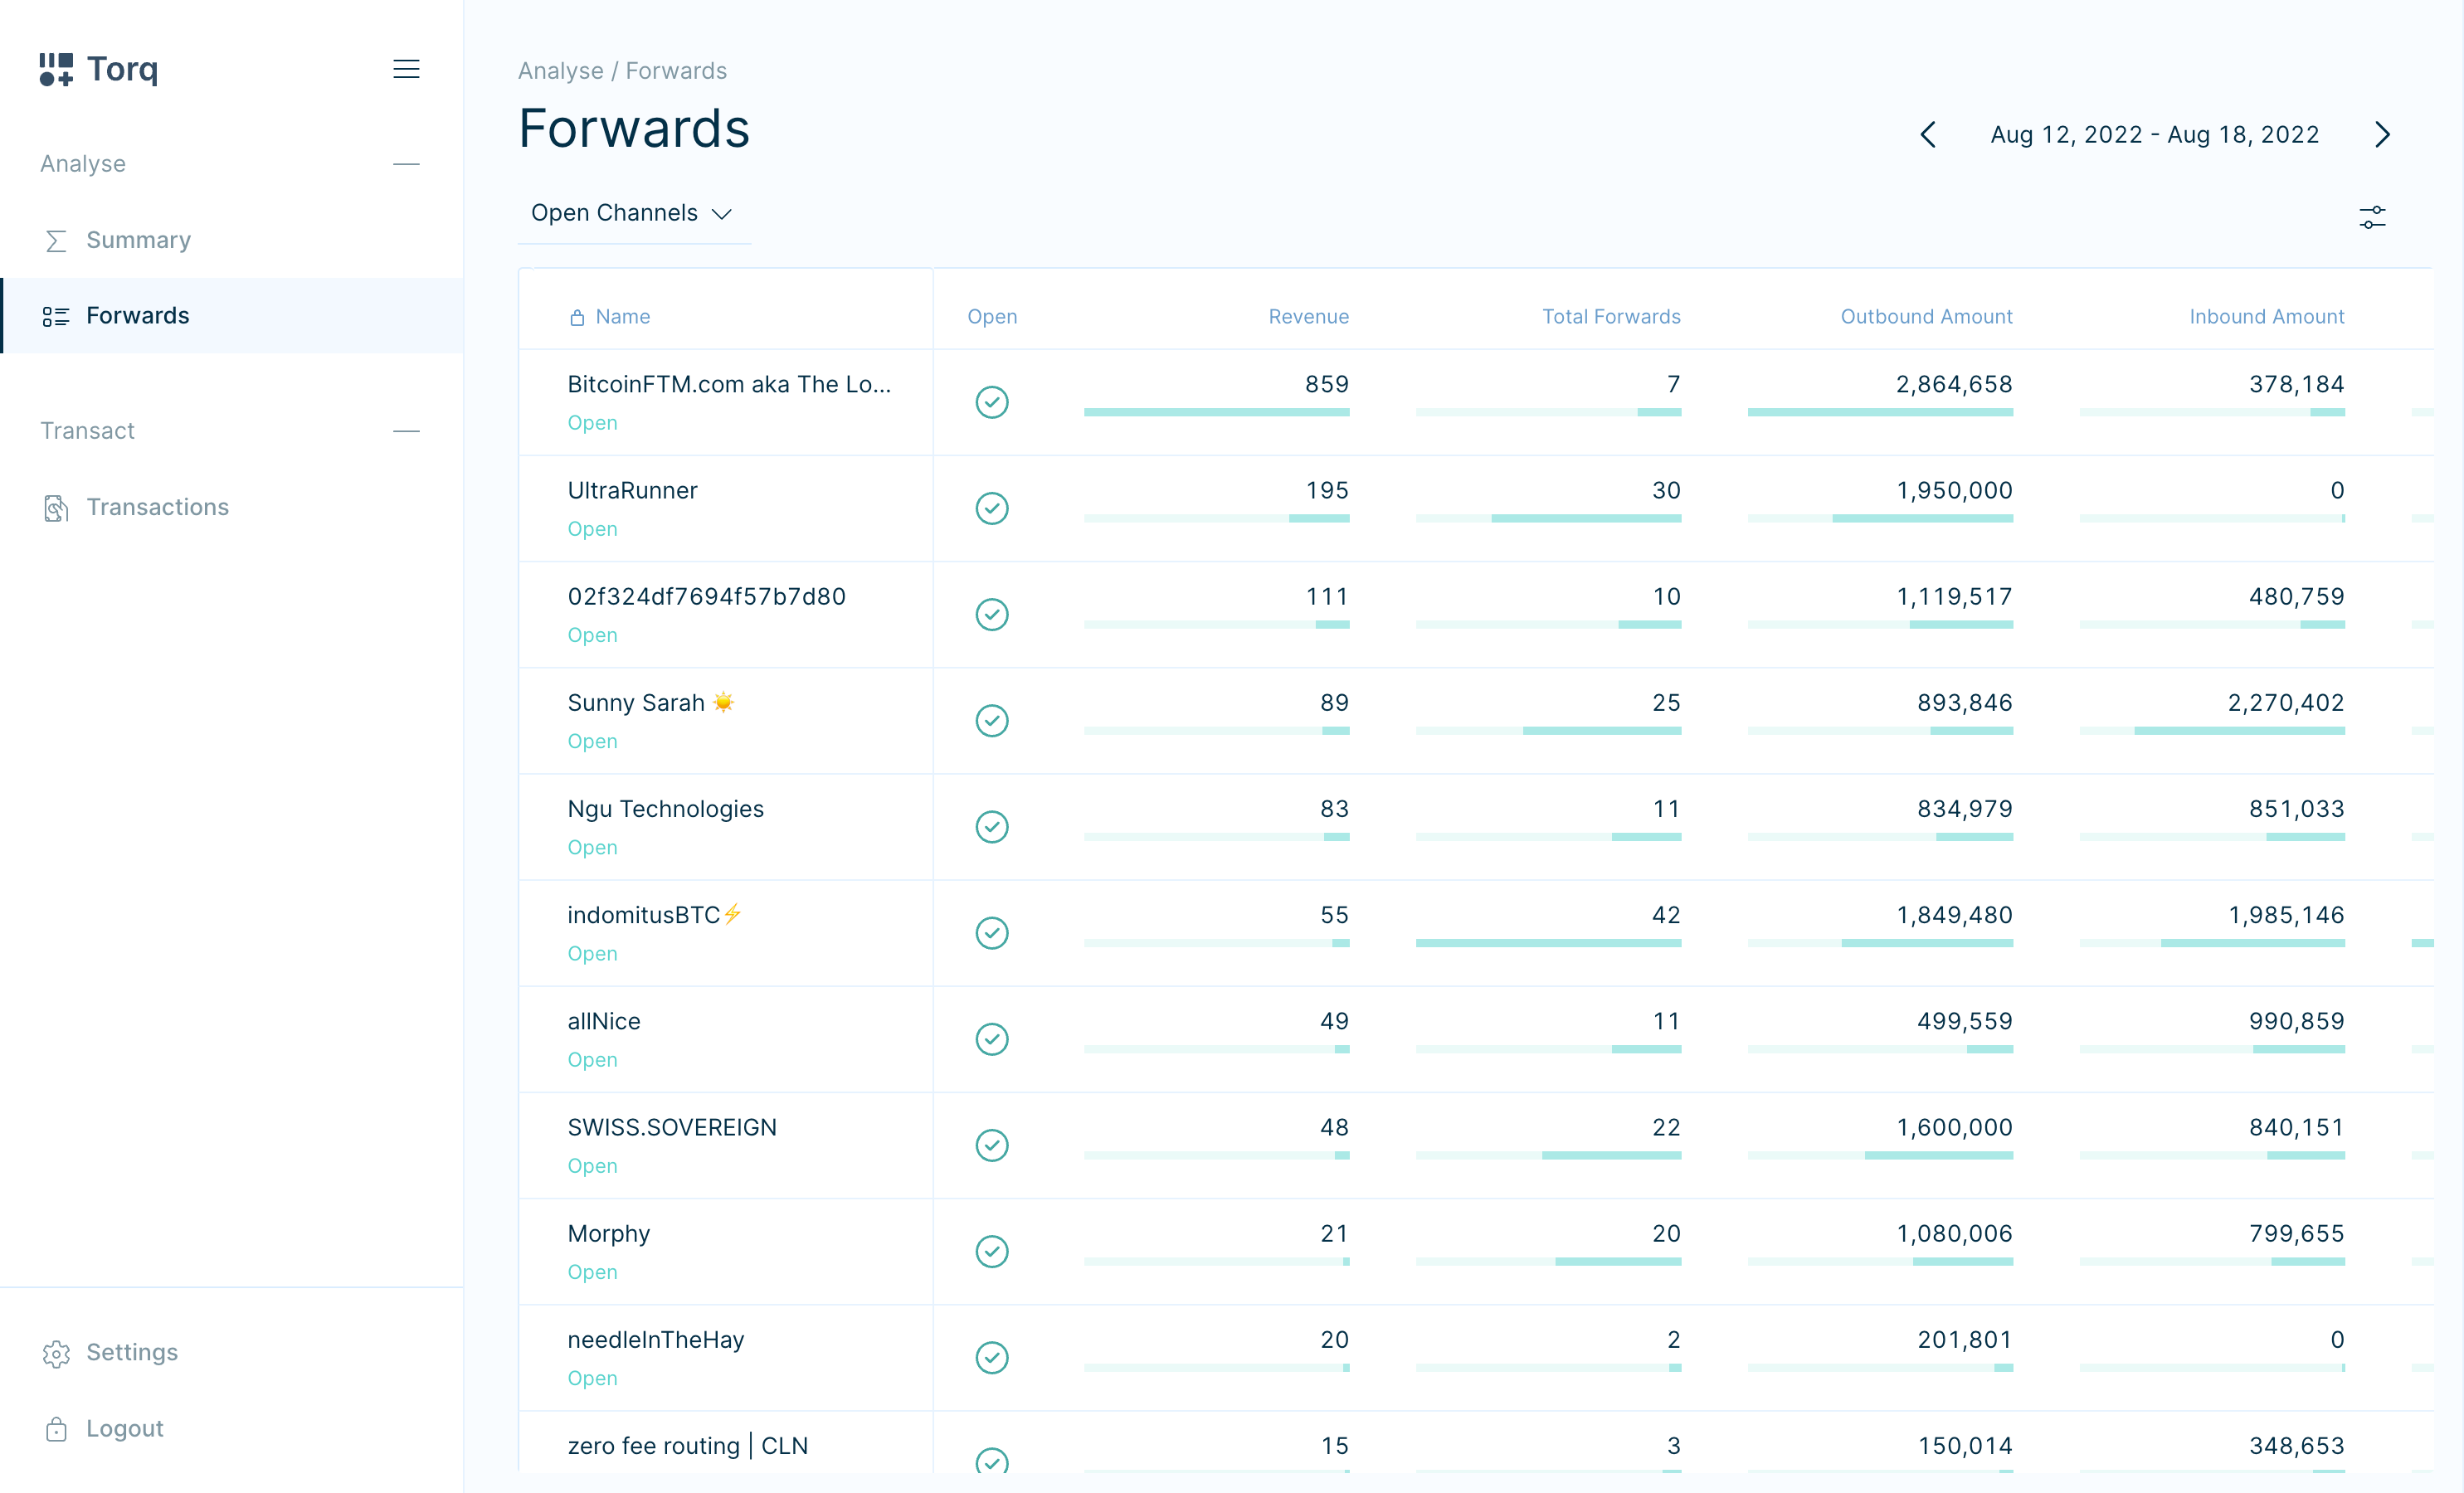 Torq
Analyse
Summary
Forwards
Transact
Transactions
Settings
Logout
Analyse / Forwards
Forwards
Aug 12, 2022 - Aug 18, 2022
Open Channels
Name Open Revenue Total Forwards Outbound Amount Inbound Amount
BitcoinFTM.com aka The Lo... 859 7 2,864,658 378,184
Open
UltraRunner 195 30 1,950,000 0
Open
02f324df7694f57b7d80 111 10 1,119,517 480,759
Open
Sunny Sarah ☀️ 89 25 893,846 2,270,402
Open
Ngu Technologies 83 11 834,979 851,033
Open
indomitusBTC⚡ 55 42 1,849,480 1,985,146
Open
allNice 49 11 499,559 990,859
Open
SWISS.SOVEREIGN 48 22 1,600,000 840,151
Open
Morphy 21 20 1,080,006 799,655
Open
needleInTheHay 20 2 201,801 0
Open
zero fee routing | CLN 15 3 150,014 348,653